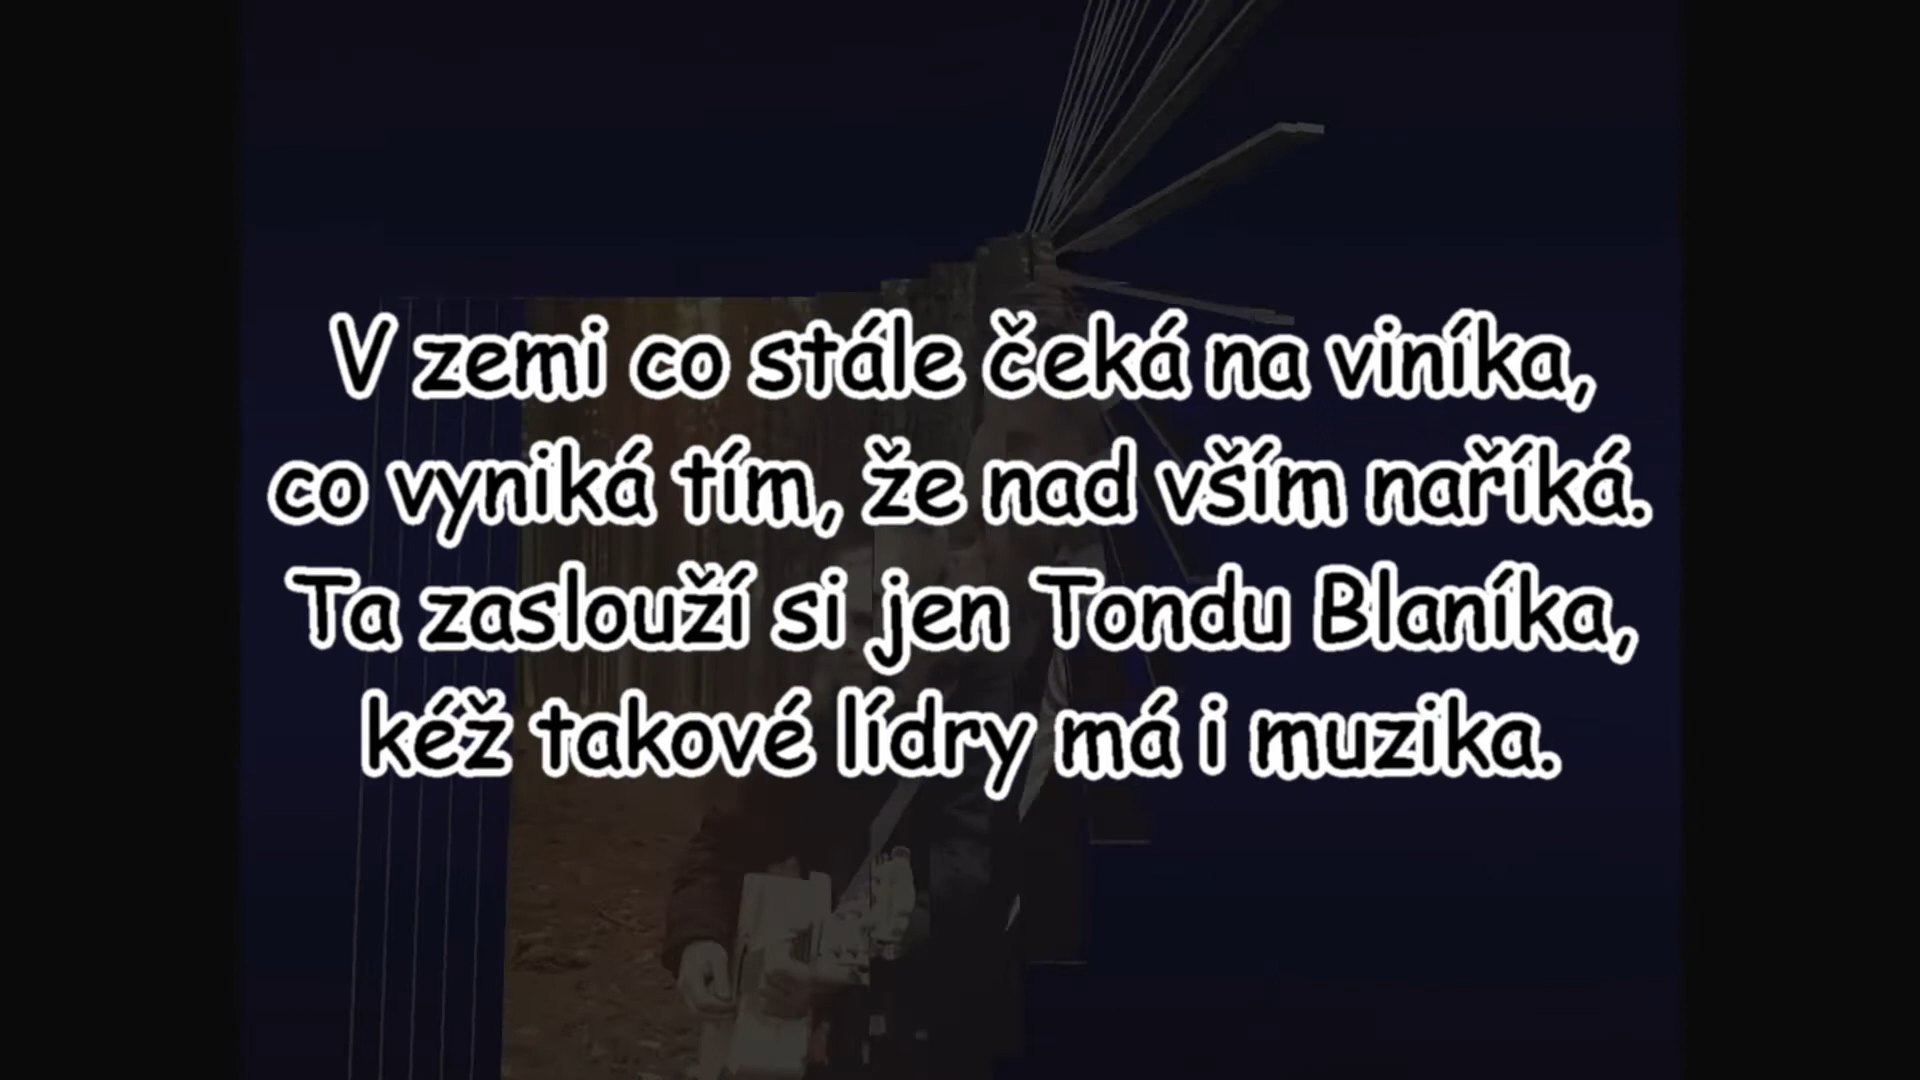 V zemi co stále čeká na viníka,
co vyniká tím, že nad vším naříká.
Ta zaslouží si jen Tondu Blaníka,
kéž takové lídry má i muzika.